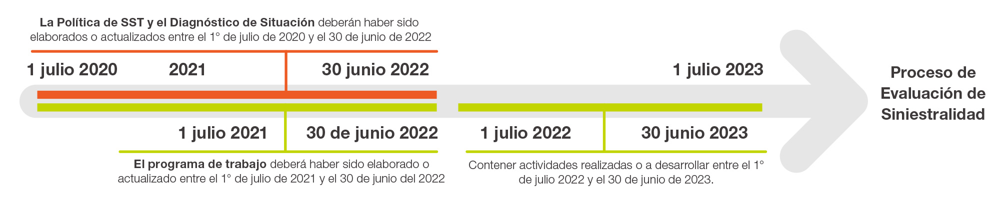 La Política de SST y el Diagnóstico de Situación deberán haber sido
elaborados o actualizados entre el 1° de julio de 2020 y el 30 de junio de 2022
1 julio 2020
2021
30 junio 2022
1 julio 2023
Proceso de
Evaluación de
Siniestralidad
1 julio 2021
30 de junio 2022
1 julio 2022
30 junio 2023
El programa de trabajo deberá haber sido elaborado o
actualizado entre el 1° de julio de 2021 y el 30 de junio del 2022
Contener actividades realizadas o a desarrollar entre el 1°
de julio 2022 y el 30 de junio de 2023.